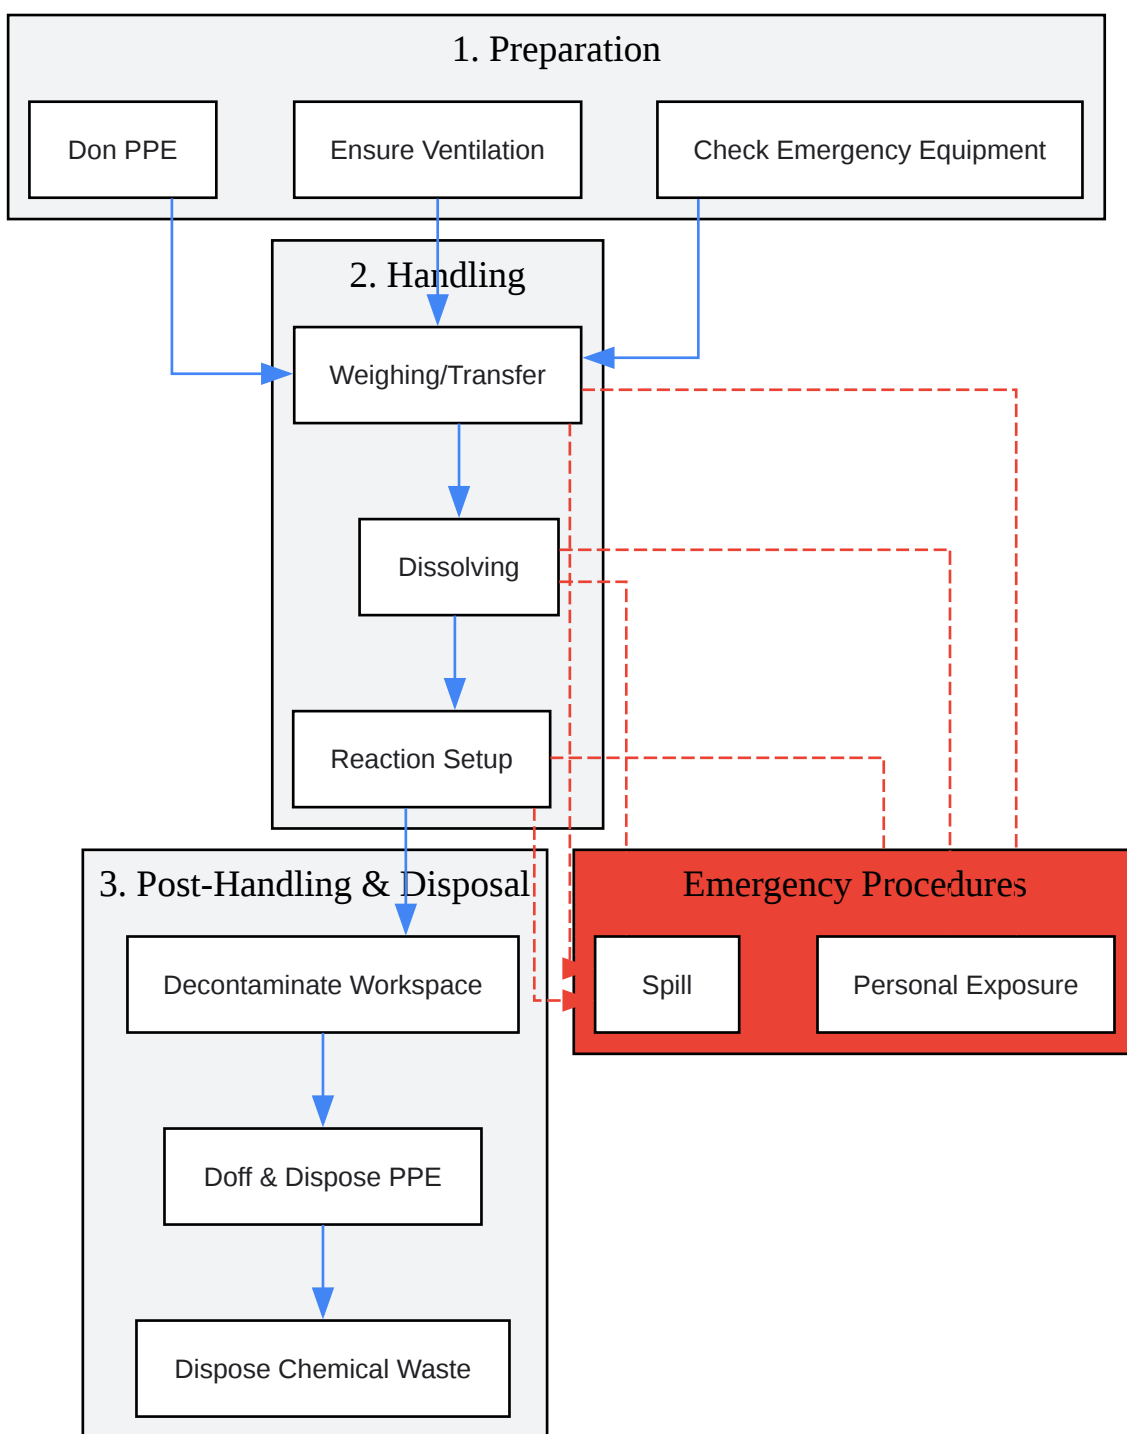 1. Preparation
Don PPE
Ensure Ventilation
Check Emergency Equipment
2. Handling
Weighing/Transfer
Dissolving
Reaction Setup
3. Post-Handling & Disposal
Emergency Procedures
Decontaminate Workspace
Spill
Personal Exposure
Doff & Dispose PPE
Dispose Chemical Waste